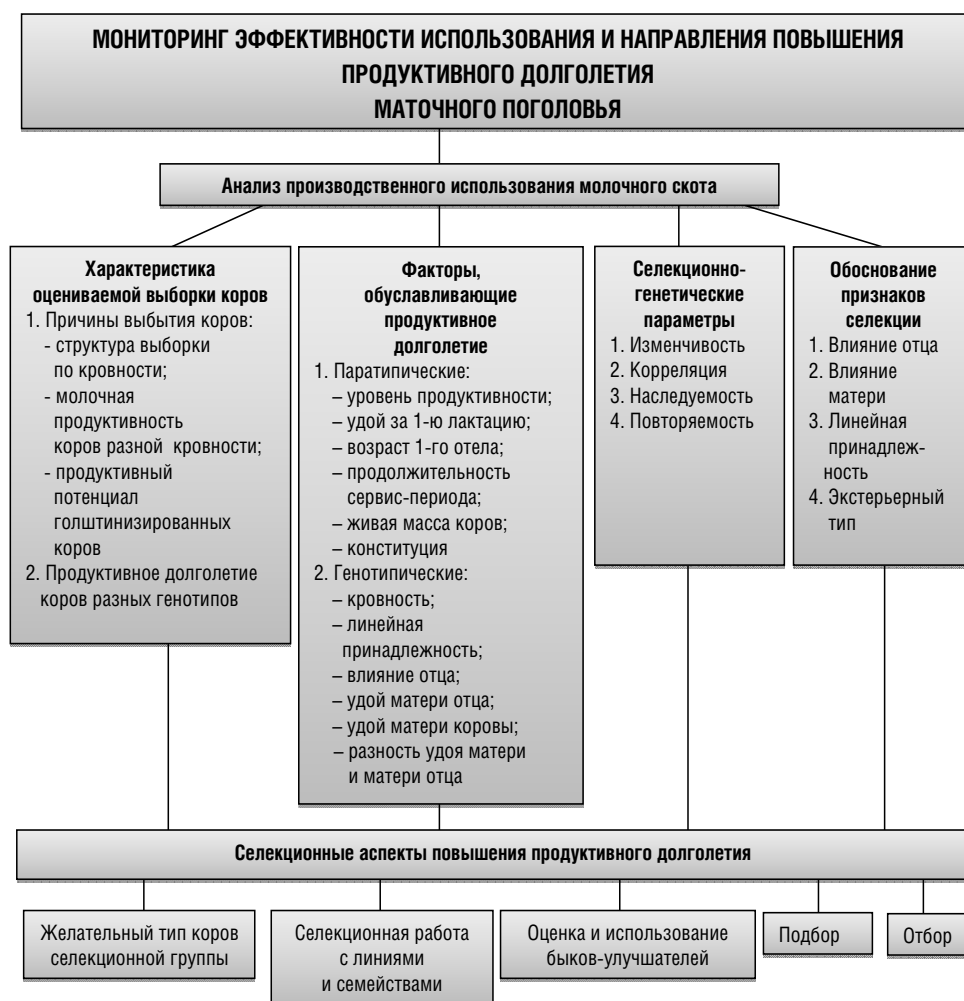 МОНИТОРИНГ ЭФФЕКТИВНОСТИ ИСПОЛЬЗОВАНИЯ И НАПРАВЛЕНИЯ ПОВЫШЕНИЯ
ПРОДУКТИВНОГО ДОЛГОЛЕТИЯ
МАТОЧНОГО ПОГОЛОВЬЯ
Анализ производственного использования молочного скота
Характеристика
оцениваемой выборки коров
1. Причины выбытия коров:
- структура выборки
по кровности;
- молочная
продуктивность
коров разной кровности;
- продуктивный
потенциал
голштинизированных
коров
2. Продуктивное долголетие
коров разных генотипов
Факторы,
обуславливающие
продуктивное
долголетие
1. Паратипические:
– уровень продуктивности;
– удой за 1-ю лактацию;
– возраст 1-го отела;
– продолжительность
сервис-периода;
– живая масса коров;
– конституция
2. Генотипические:
– кровность;
– линейная
принадлежность;
– влияние отца;
– удой матери отца;
– удой матери коровы;
– разность удоя матери
и матери отца
Селекционно-
генетические
параметры
1. Изменчивость
2. Корреляция
3. Наследуемость
4. Повторяемость
Обоснование
признаков
селекции
1. Влияние отца
2. Влияние
матери
3. Линейная
принадлеж-
ность
4. Экстерьерный
тип
Селекционные аспекты повышения продуктивного долголетия
Желательный тип коров
селекционной группы
Селекционная работа
с линиями
и семействами
Оценка и использование
быков-улучшателей
Подбор
Отбор